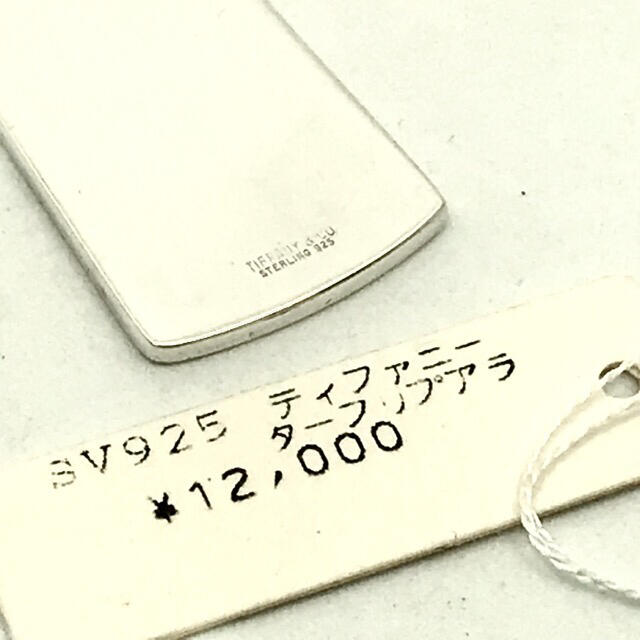 TIFFANY & CO
STERLING 925
SV925 ティファニー
ターフリプアラ
*12,000